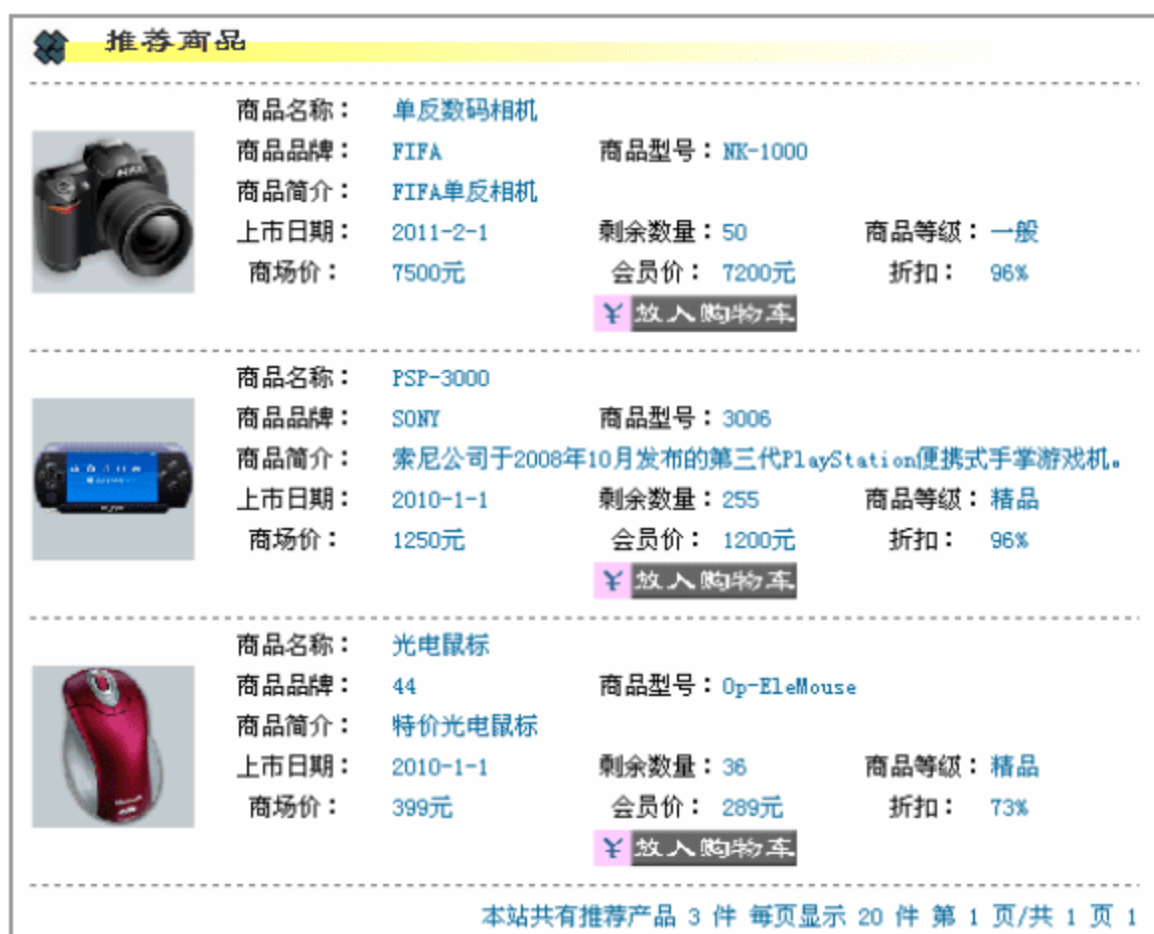 推荐商品
商品名称： 单反数码相机
商品品牌： FIFA 商品型号：NK-1000
商品简介： FIFA单反相机
上市日期： 2011-2-1 剩余数量：50 商品等级：一般
商场价： 7500元 会员价： 7200元 折扣： 96%
¥ 放入购物车
商品名称： PSP-3000
商品品牌： SONY 商品型号：3006
商品简介： 索尼公司于2008年10月发布的第三代PlayStation便携式手掌游戏机。
上市日期： 2010-1-1 剩余数量：255 商品等级：精品
商场价： 1250元 会员价： 1200元 折扣： 96%
¥ 放入购物车
商品名称： 光电鼠标
商品品牌： 44 商品型号：Op-EleMouse
商品简介： 特价光电鼠标
上市日期： 2010-1-1 剩余数量：36 商品等级：精品
商场价： 399元 会员价： 289元 折扣： 73%
¥ 放入购物车
本站共有推荐产品 3 件 每页显示 20 件 第 1 页/共 1 页 1